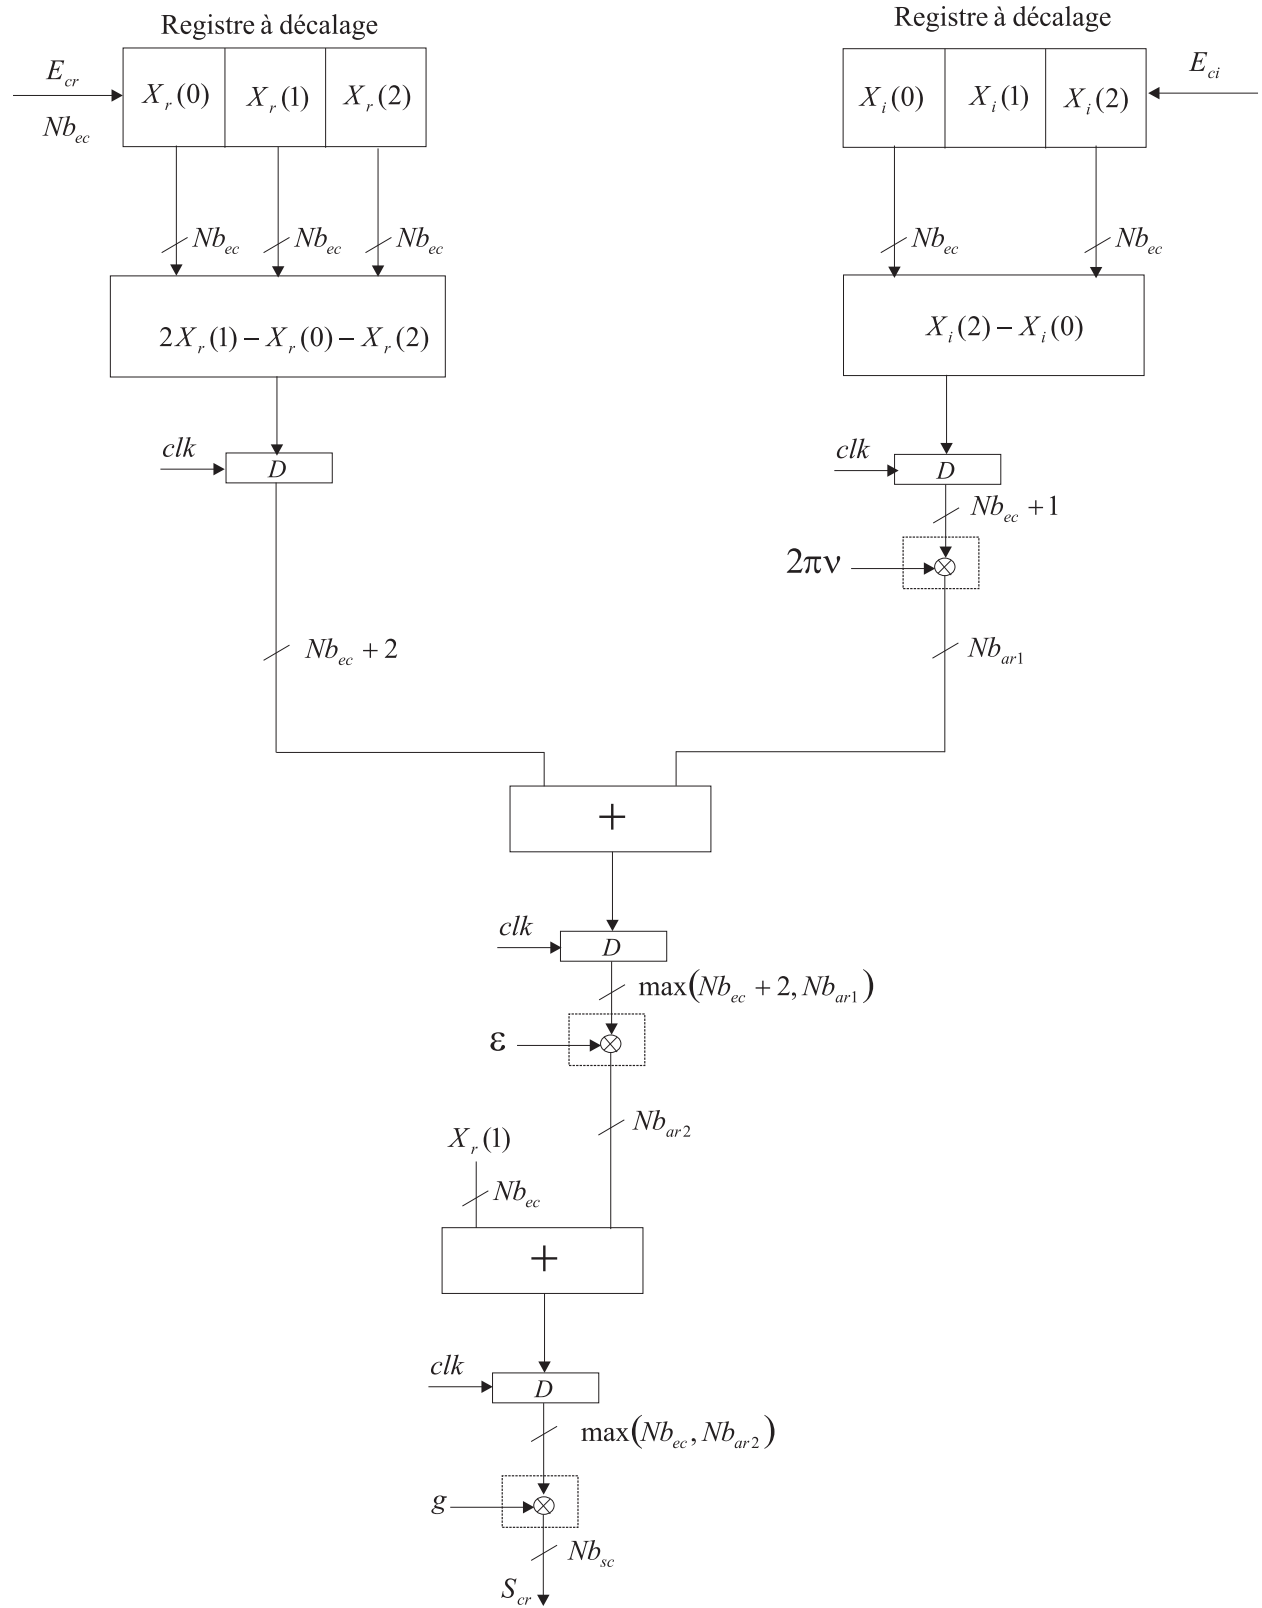 Registre à décalage
Registre à décalage
E_cr
Nb_ec
X_r(0)
X_r(1)
X_r(2)
X_i(0)
X_i(1)
X_i(2)
E_ci
Nb_ec
Nb_ec
Nb_ec
Nb_ec
Nb_ec
2X_r(1) − X_r(0) − X_r(2)
X_i(2) − X_i(0)
clk
D
clk
D
Nb_ec + 1
2πν
⊗
Nb_ec + 2
Nb_ar1
+
clk
D
max(Nb_ec + 2, Nb_ar1)
ε
⊗
Nb_ar2
X_r(1)
Nb_ec
+
clk
D
max(Nb_ec, Nb_ar2)
g
⊗
Nb_sc
S_cr